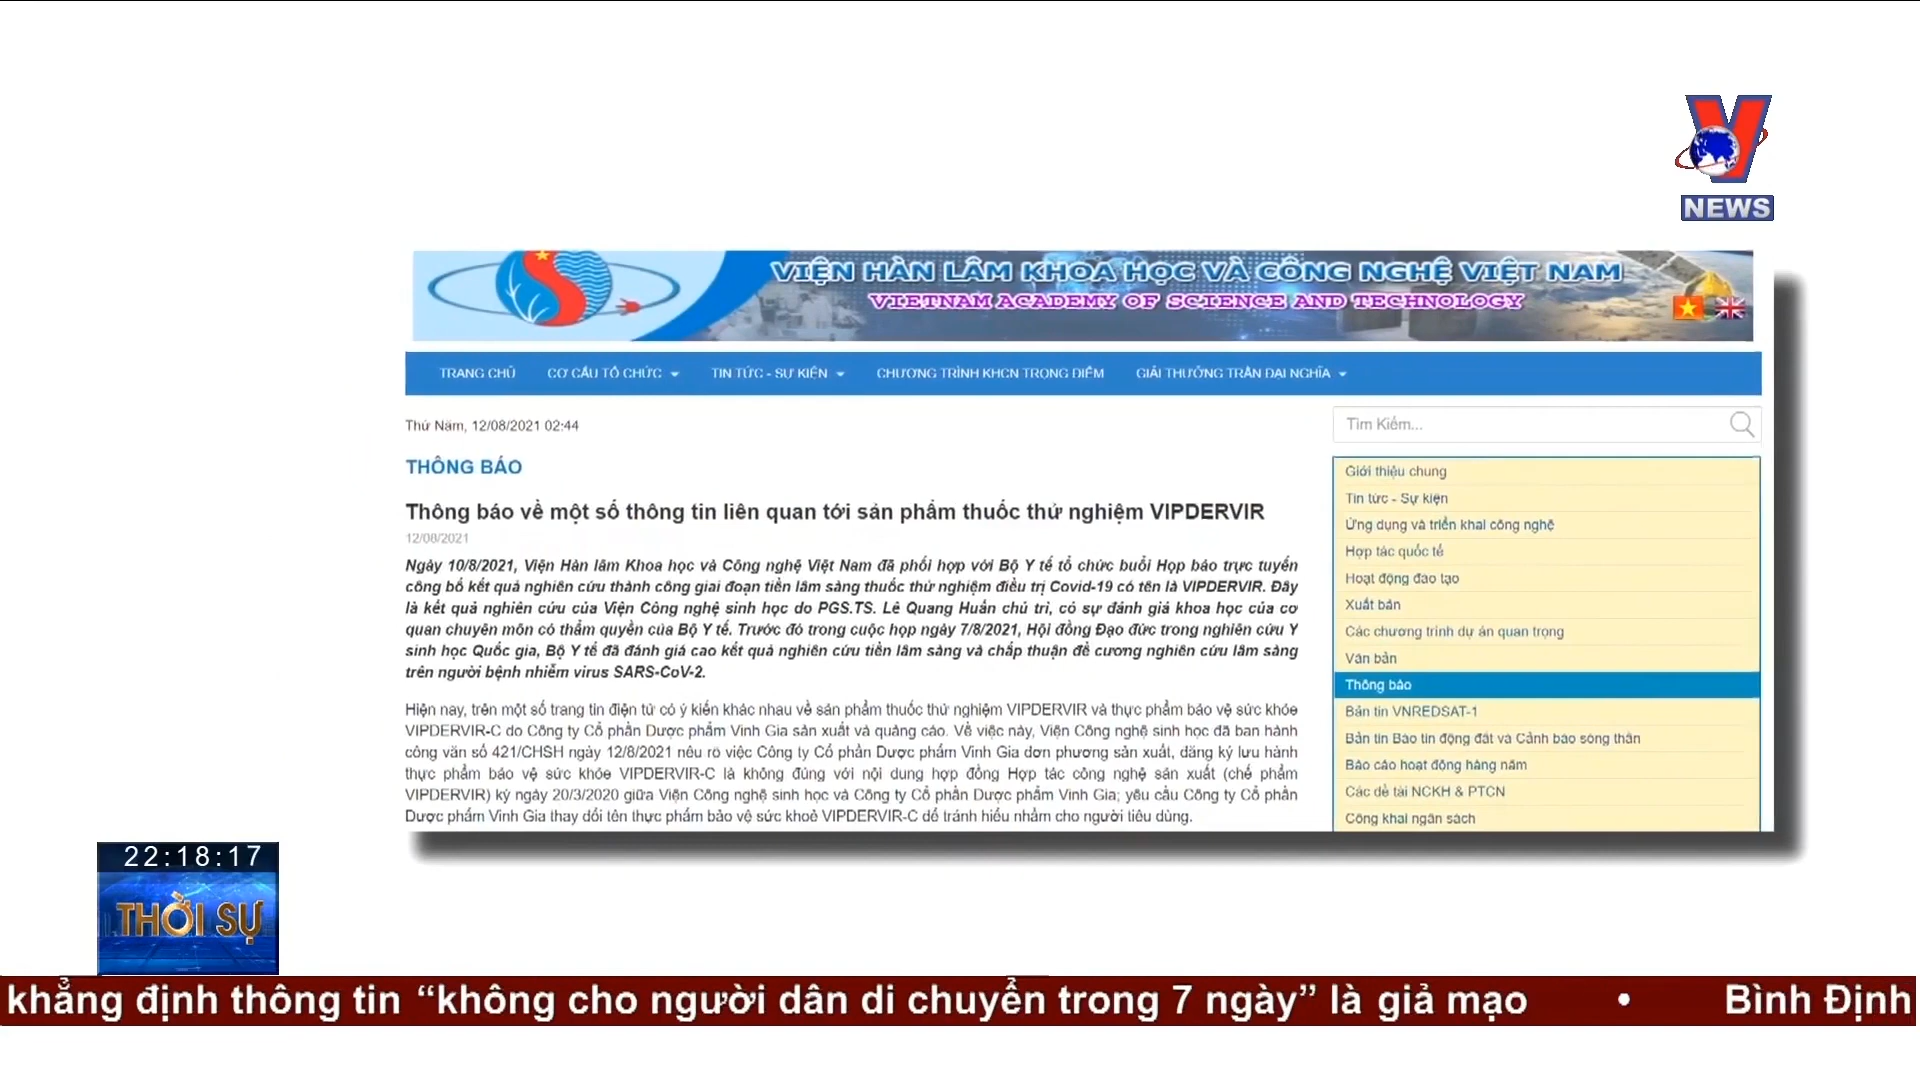 V
NEWS
VIỆN HÀN LÂM KHOA HỌC VÀ CÔNG NGHỆ VIỆT NAM
VIETNAM ACADEMY OF SCIENCE AND TECHNOLOGY
TRANG CHỦ CƠ CẤU TỔ CHỨC TIN TỨC - SỰ KIỆN CHƯƠNG TRÌNH KHCN TRỌNG ĐIỂM GIẢI THƯỞNG TRẦN ĐẠI NGHĨA
Thứ Năm, 12/08/2021 02:44
Tìm Kiếm...
THÔNG BÁO
Thông báo về một số thông tin liên quan tới sản phẩm thuốc thử nghiệm VIPDERVIR
12/08/2021
Ngày 10/8/2021, Viện Hàn lâm Khoa học và Công nghệ Việt Nam đã phối hợp với Bộ Y tế tổ chức buổi Họp báo trực tuyến
công bố kết quả nghiên cứu thành công giai đoạn tiền lâm sàng thuốc thử nghiệm điều trị Covid-19 có tên là VIPDERVIR. Đây
là kết quả nghiên cứu của Viện Công nghệ sinh học do PGS.TS. Lê Quang Huấn chủ trì, có sự đánh giá khoa học của cơ
quan chuyên môn có thẩm quyền của Bộ Y tế. Trước đó trong cuộc họp ngày 7/8/2021, Hội đồng Đạo đức trong nghiên cứu Y
sinh học Quốc gia, Bộ Y tế đã đánh giá cao kết quả nghiên cứu tiền lâm sàng và chấp thuận đề cương nghiên cứu lâm sàng
trên người bệnh nhiễm virus SARS-CoV-2.
Hiện nay, trên một số trang tin điện tử có ý kiến khác nhau về sản phẩm thuốc thử nghiệm VIPDERVIR và thực phẩm bảo vệ sức khỏe
VIPDERVIR-C do Công ty Cổ phần Dược phẩm Vinh Gia sản xuất và quảng cáo. Về việc này, Viện Công nghệ sinh học đã ban hành
công văn số 421/CHSH ngày 12/8/2021 nêu rõ việc Công ty Cổ phần Dược phẩm Vinh Gia đơn phương sản xuất, đăng ký lưu hành
thực phẩm bảo vệ sức khỏe VIPDERVIR-C là không đúng với nội dung hợp đồng Hợp tác công nghệ sản xuất (chế phẩm
VIPDERVIR) ký ngày 20/3/2020 giữa Viện Công nghệ sinh học và Công ty Cổ phần Dược phẩm Vinh Gia; yêu cầu Công ty Cổ phần
Dược phẩm Vinh Gia thay đổi tên thực phẩm bảo vệ sức khoẻ VIPDERVIR-C để tránh hiểu nhầm cho người tiêu dùng.
Giới thiệu chung
Tin tức - Sự kiện
Ứng dụng và triển khai công nghệ
Hợp tác quốc tế
Hoạt động đào tạo
Xuất bản
Các chương trình dự án quan trọng
Văn bản
Thông báo
Bản tin VNREDSAT-1
Bản tin Báo tin động đất và Cảnh báo sóng thần
Báo cáo hoạt động hàng năm
Các đề tài NCKH & PTCN
Công khai ngân sách
22:18:17
THỜI SỰ
khẳng định thông tin “không cho người dân di chuyển trong 7 ngày” là giả mạo • Bình Định